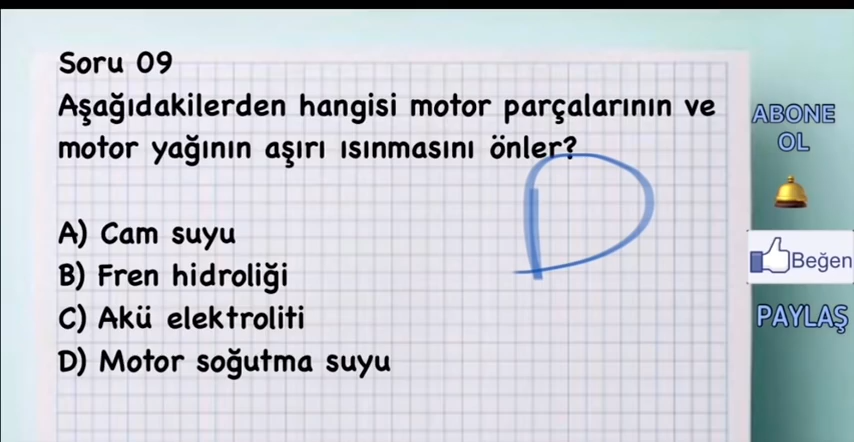 Soru 09
Aşağıdakilerden hangisi motor parçalarının ve
motor yağının aşırı ısınmasını önler?
D
A) Cam suyu
B) Fren hidroliği
C) Akü elektroliti
D) Motor soğutma suyu
ABONE
OL
Beğen
PAYLAŞ